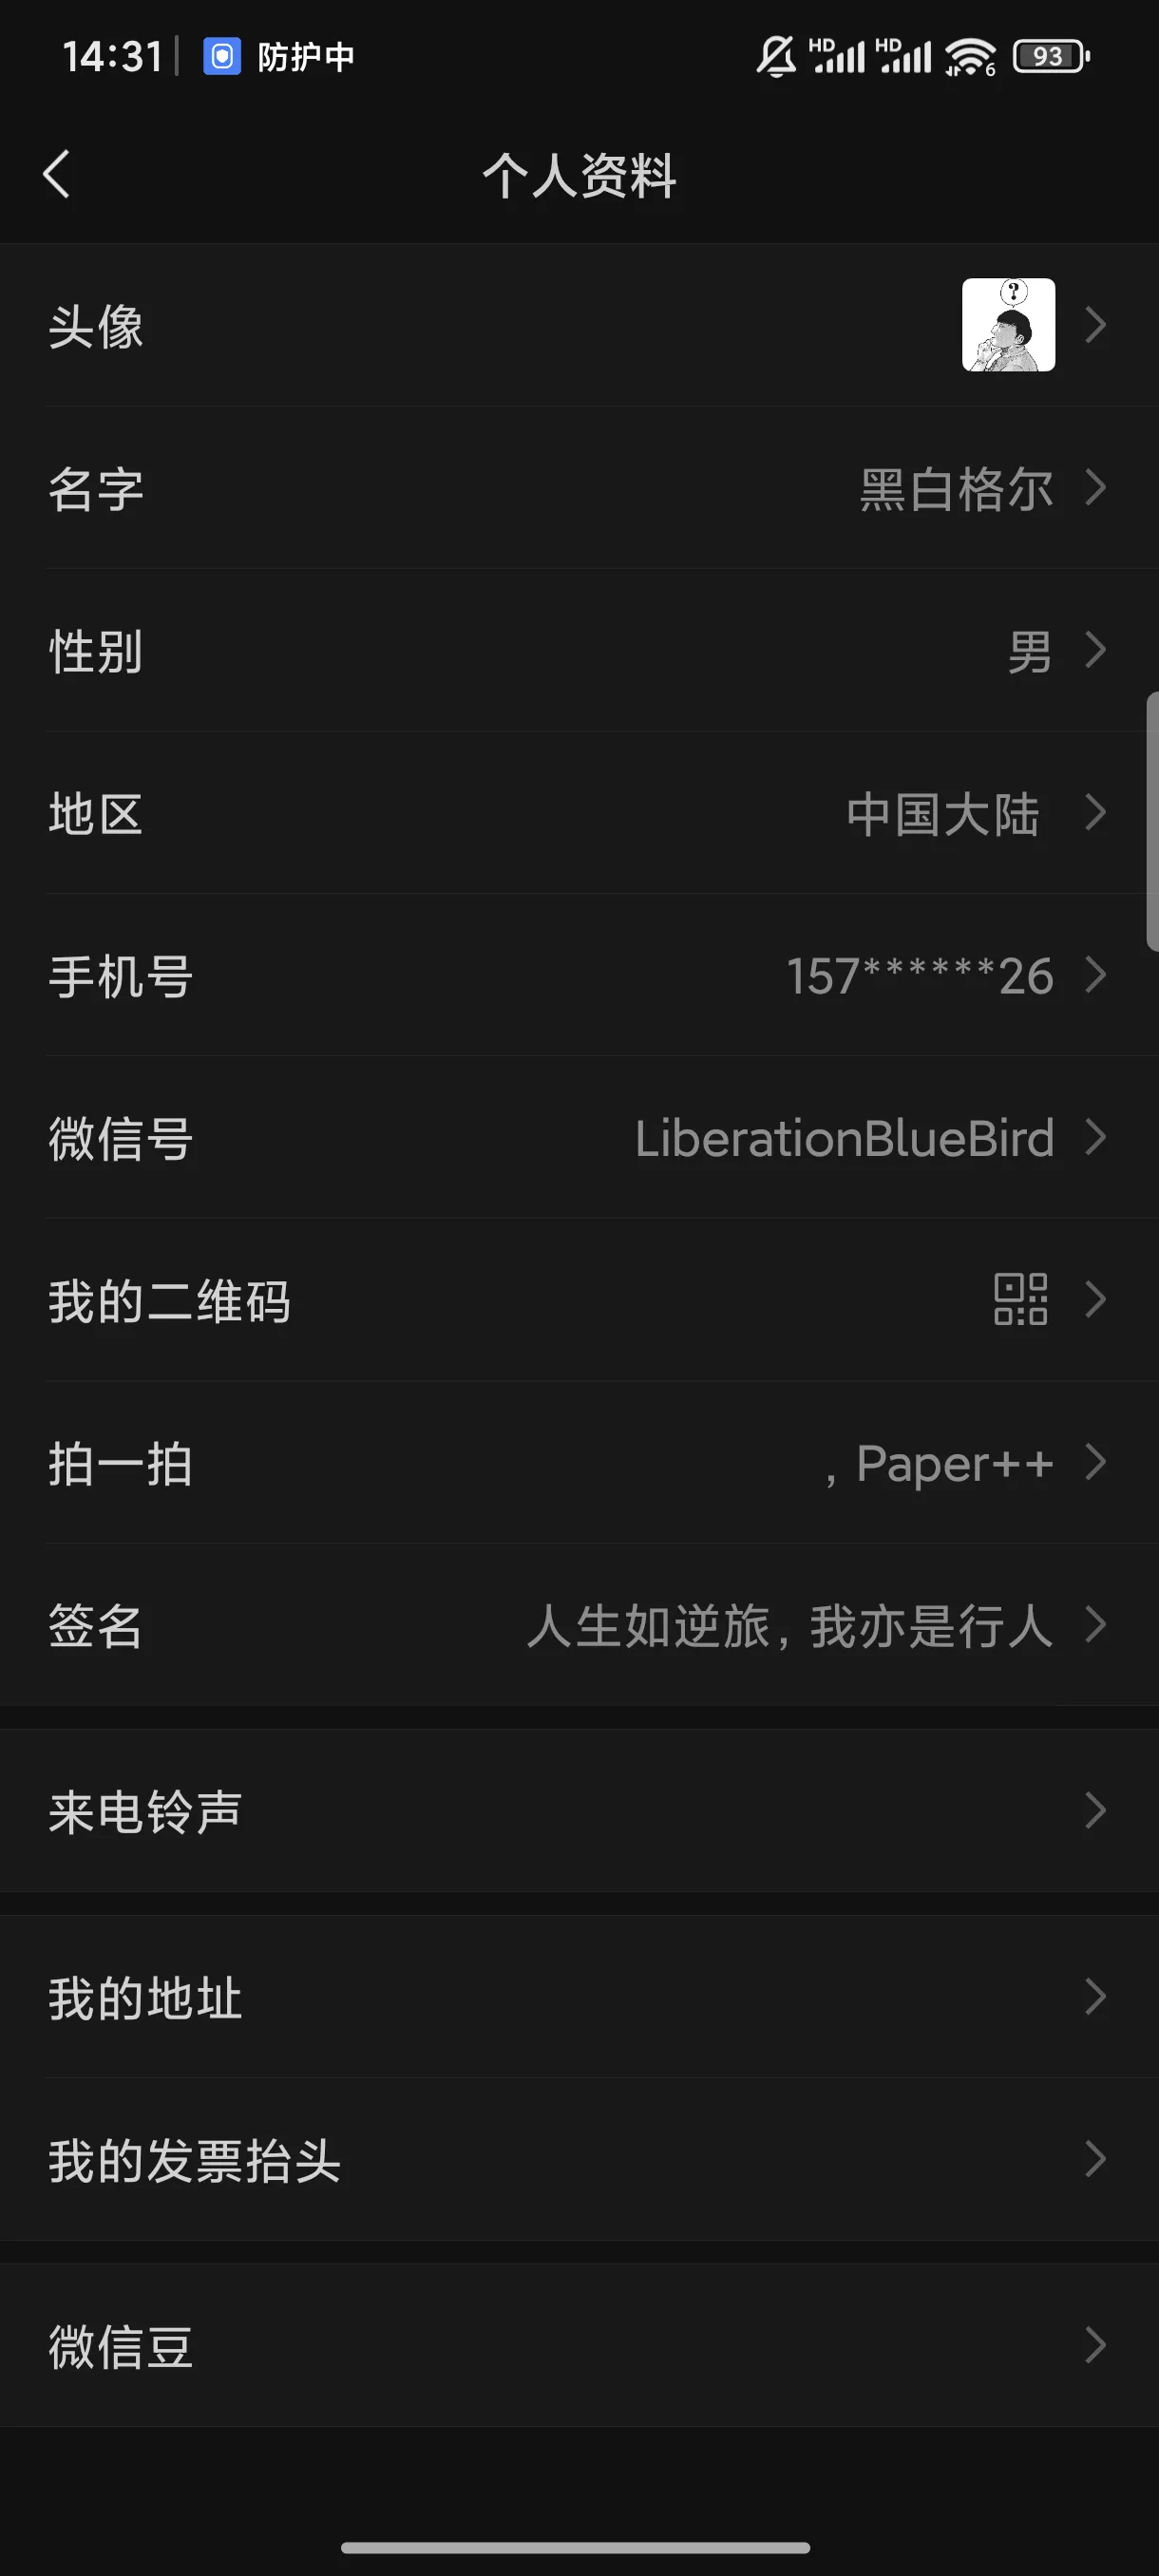 14:31 防护中 HD HD 6 93
个人资料
头像
?
名字 黑白格尔
性别 男
地区 中国大陆
手机号 157******26
微信号 LiberationBlueBird
我的二维码
拍一拍 , Paper++
签名 人生如逆旅，我亦是行人
来电铃声
我的地址
我的发票抬头
微信豆